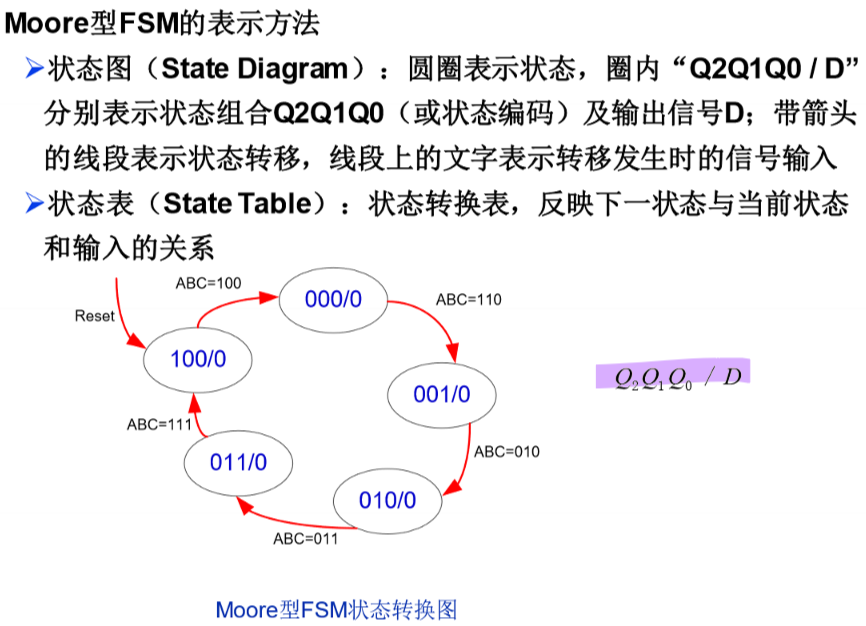 Moore型FSM的表示方法
➢状态图（State Diagram）：圆圈表示状态，圈内“Q2Q1Q0 / D”
分别表示状态组合Q2Q1Q0（或状态编码）及输出信号D；带箭头
的线段表示状态转移，线段上的文字表示转移发生时的信号输入
➢状态表（State Table）：状态转换表，反映下一状态与当前状态
和输入的关系
ABC=100
000/0
ABC=110
Reset
100/0
001/0
Q₂Q₁Q₀ / D
ABC=111
ABC=010
011/0
010/0
ABC=011
Moore型FSM状态转换图